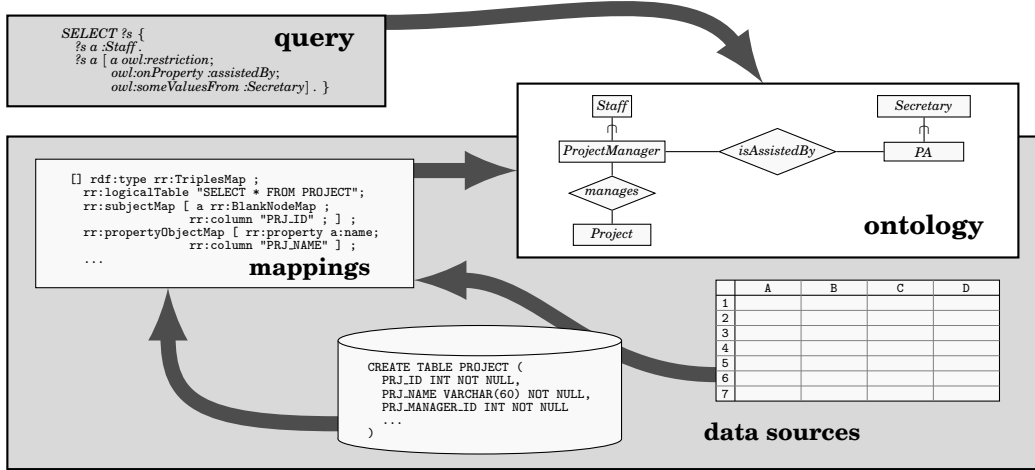 SELECT ?s {
?s a :Staff .
?s a [ a owl:restriction;
owl:onProperty :assistedBy;
owl:someValuesFrom :Secretary] . }
query
Staff
Secretary
ProjectManager
isAssistedBy
PA
manages
Project
ontology
[] rdf:type rr:TriplesMap ;
rr:logicalTable "SELECT * FROM PROJECT";
rr:subjectMap [ a rr:BlankNodeMap ;
rr:column "PRJ_ID" ; ] ;
rr:propertyObjectMap [ rr:property a:name;
rr:column "PRJ_NAME" ] ;
...
mappings
A B C D
1
2
3
4
5
6
7
CREATE TABLE PROJECT (
PRJ_ID INT NOT NULL,
PRJ_NAME VARCHAR(60) NOT NULL,
PRJ_MANAGER_ID INT NOT NULL
...
)
data sources